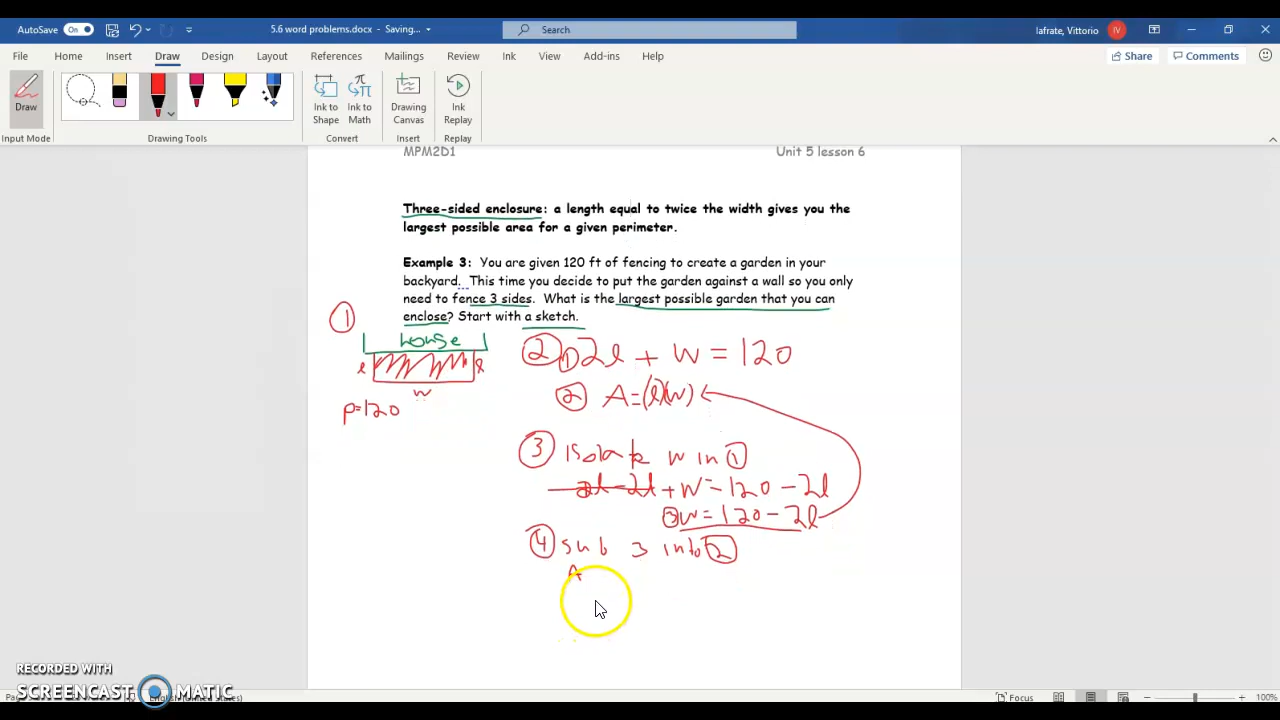 AutoSave On 5.6 word problems.docx - Saving... Search Iafrate, Vittorio IV
File Home Insert Draw Design Layout References Mailings Review Ink View Add-ins Help Share Comments
Draw Ink to Shape Ink to Math Drawing Canvas Ink Replay
Input Mode Drawing Tools Convert Insert Replay
MPM2D1 Unit 5 lesson 6
Three-sided enclosure: a length equal to twice the width gives you the
largest possible area for a given perimeter.
Example 3: You are given 120 ft of fencing to create a garden in your
backyard. This time you decide to put the garden against a wall so you only
need to fence 3 sides. What is the largest possible garden that you can
enclose? Start with a sketch.
1
house
l l
w
p=120
2 1 2l + w = 120
2 A=(l)(w)
3 isolate w in 1
2l - 2l + w = 120 - 2l
3 w = 120 - 2l
4 sub 3 into 2
A
RECORDED WITH
SCREENCAST MATIC
English (United States) Focus 100%